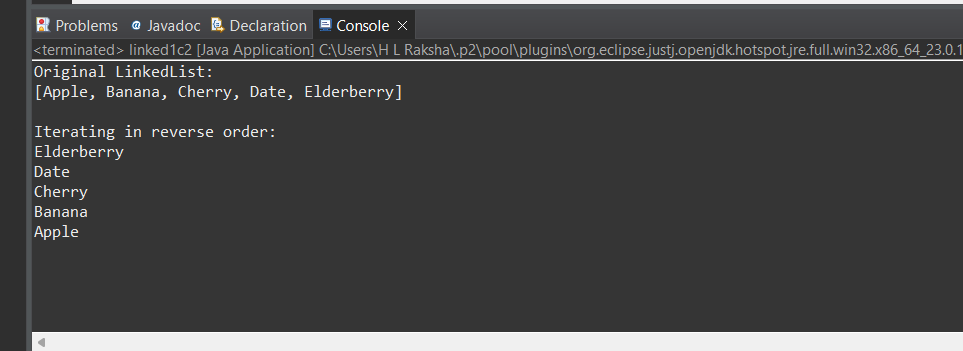 Problems @ Javadoc Declaration Console
<terminated> linked1c2 [Java Application] C:\Users\H L Raksha\.p2\pool\plugins\org.eclipse.justj.openjdk.hotspot.jre.full.win32.x86_64_23.0.1
Original LinkedList:
[Apple, Banana, Cherry, Date, Elderberry]
Iterating in reverse order:
Elderberry
Date
Cherry
Banana
Apple